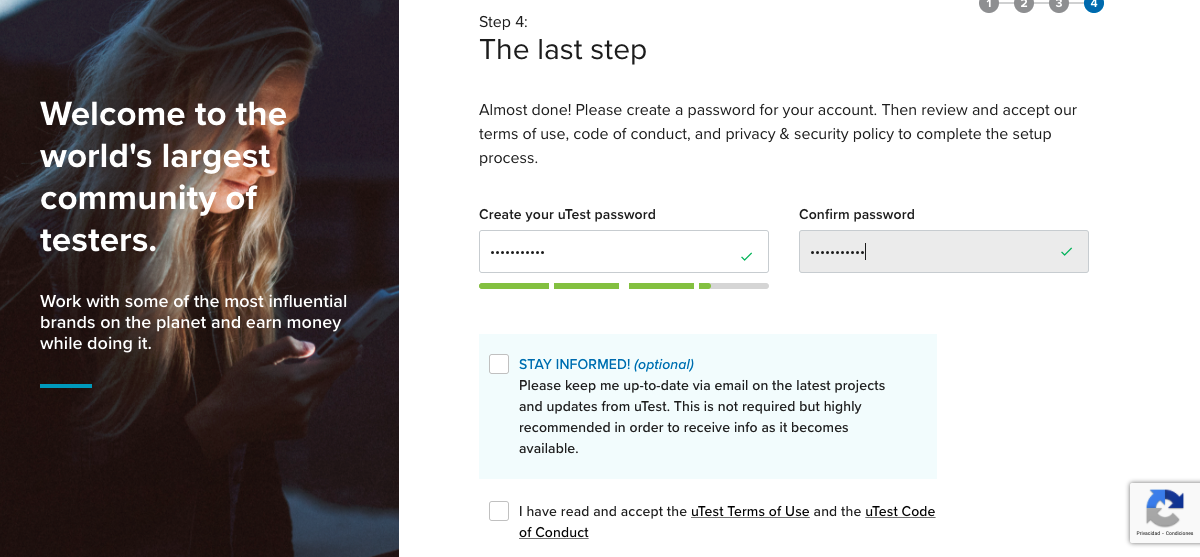 1 2 3 4
Step 4:
The last step
Welcome to the
world's largest
community of
testers.
Work with some of the most influential
brands on the planet and earn money
while doing it.
Almost done! Please create a password for your account. Then review and accept our
terms of use, code of conduct, and privacy & security policy to complete the setup
process.
Create your uTest password
Confirm password
•••••••••••
•••••••••••
STAY INFORMED! (optional)
Please keep me up-to-date via email on the latest projects
and updates from uTest. This is not required but highly
recommended in order to receive info as it becomes
available.
I have read and accept the uTest Terms of Use and the uTest Code
of Conduct
Privacidad - Condiciones